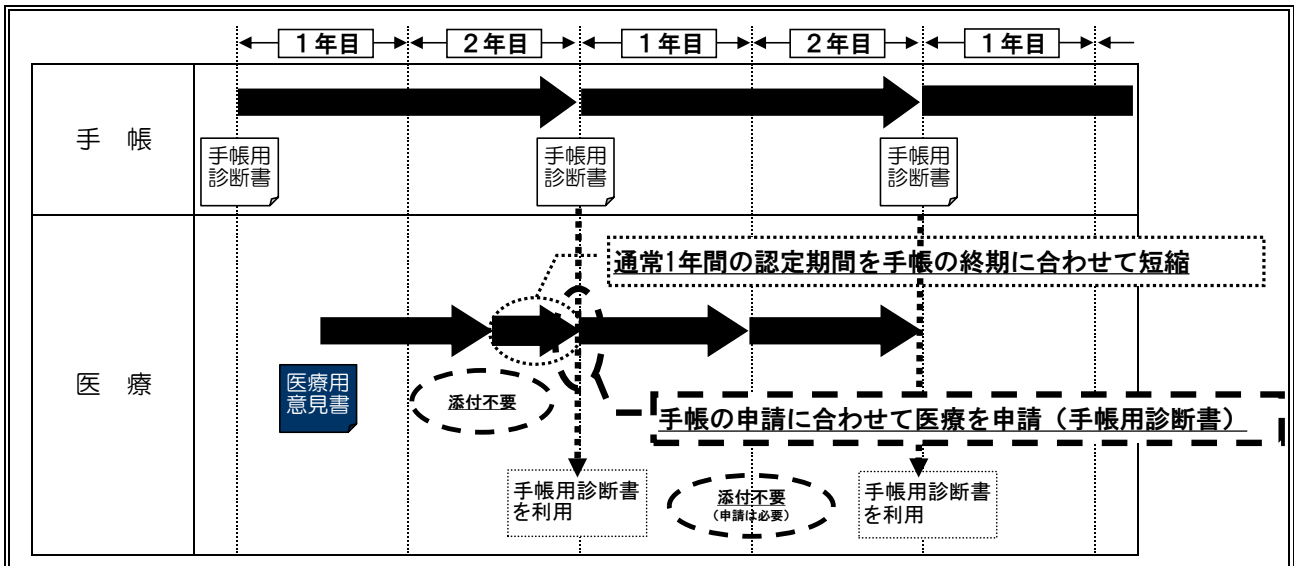 1年目
2年目
1年目
2年目
1年目
手 帳
手帳用
診断書
手帳用
診断書
手帳用
診断書
通常1年間の認定期間を手帳の終期に合わせて短縮
医 療
医療用
意見書
添付不要
手帳の申請に合わせて医療を申請（手帳用診断書）
手帳用診断書
を利用
添付不要
（申請は必要）
手帳用診断書
を利用